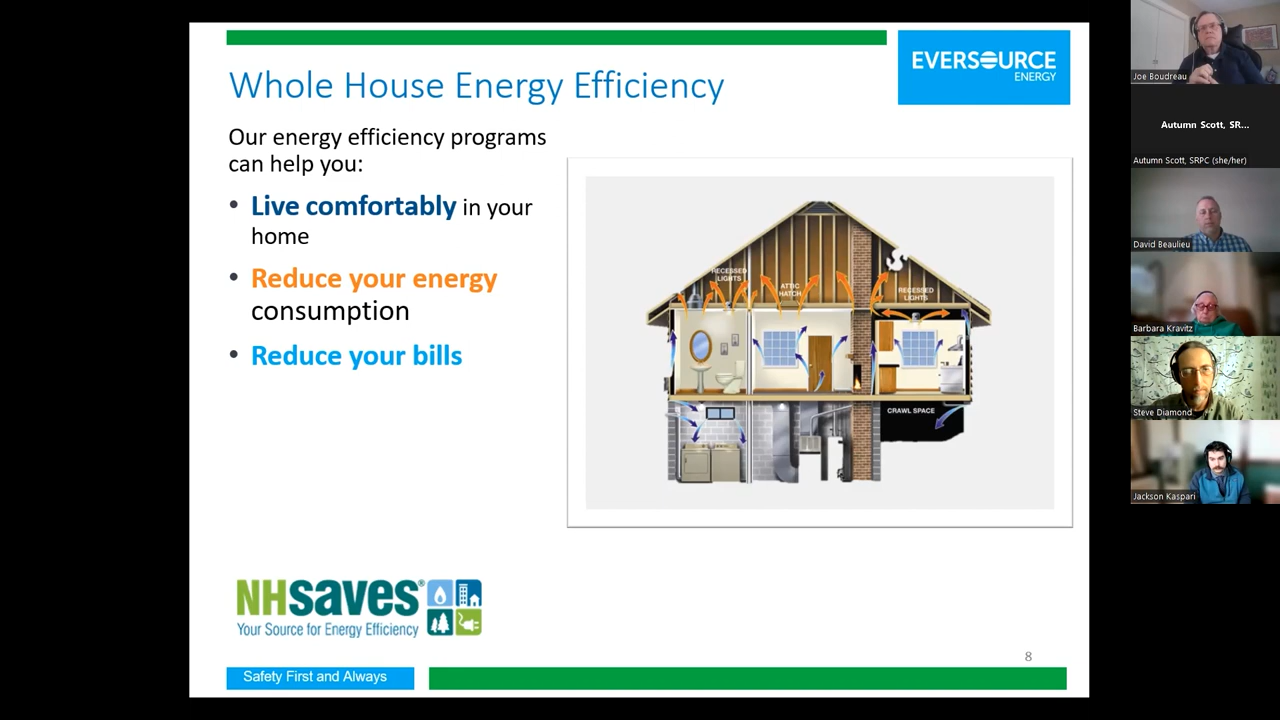 EVERSOURCE
ENERGY
Whole House Energy Efficiency
Our energy efficiency programs
can help you:
• Live comfortably in your
home
• Reduce your energy
consumption
• Reduce your bills
RECESSED
LIGHTS
ATTIC
HATCH
RECESSED
LIGHTS
CRAWL SPACE
NHsaves®
Your Source for Energy Efficiency
8
Safety First and Always
Joe Boudreau
Autumn Scott, SR...
Autumn Scott, SRPC (she/her)
David Beaulieu
Barbara Kravitz
Steve Diamond
Jackson Kaspari